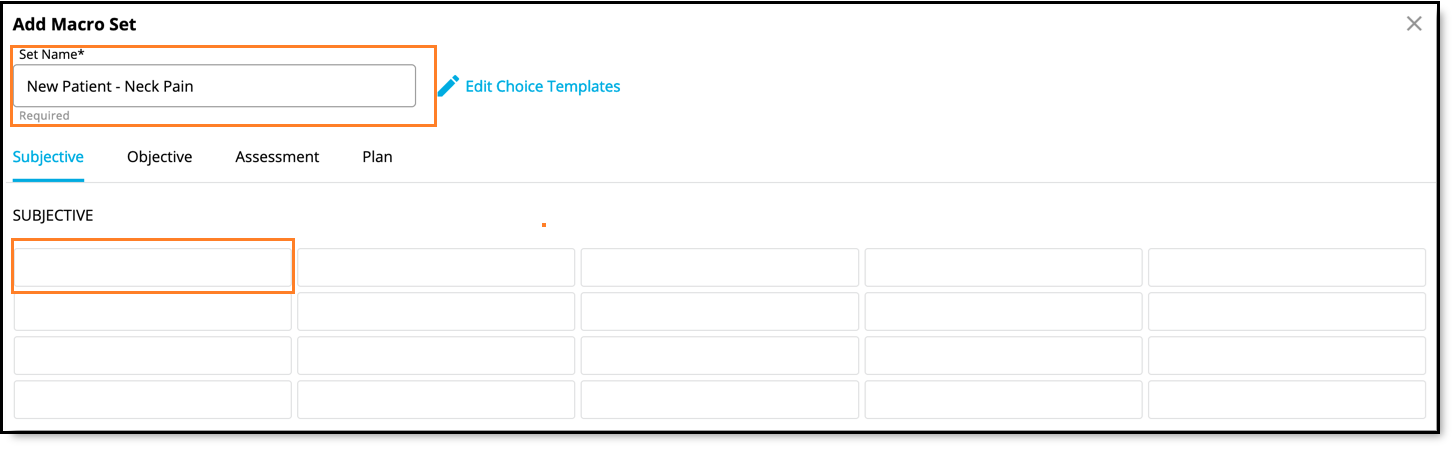 Add Macro Set
Set Name*
New Patient - Neck Pain
Edit Choice Templates
Required
Subjective Objective Assessment Plan
SUBJECTIVE